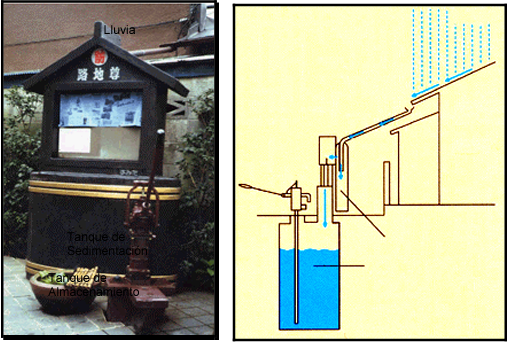 Lluvia
路地尊
Tanque de
Sedimentación
Tanque de
Almacenamiento